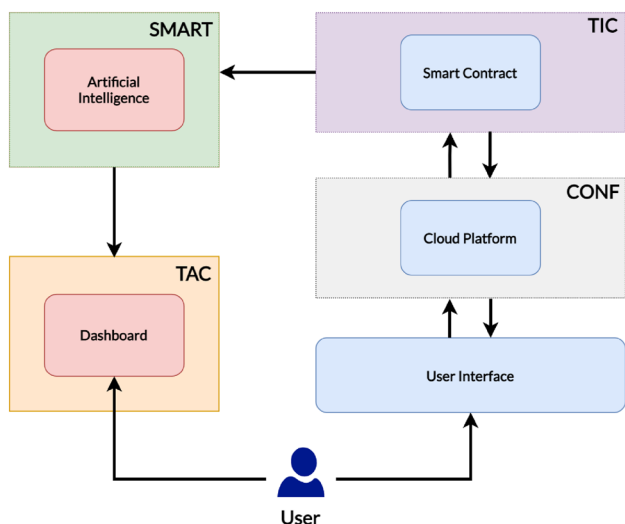 SMART
Artificial
Intelligence
TIC
Smart Contract
CONF
Cloud Platform
TAC
Dashboard
User Interface
User